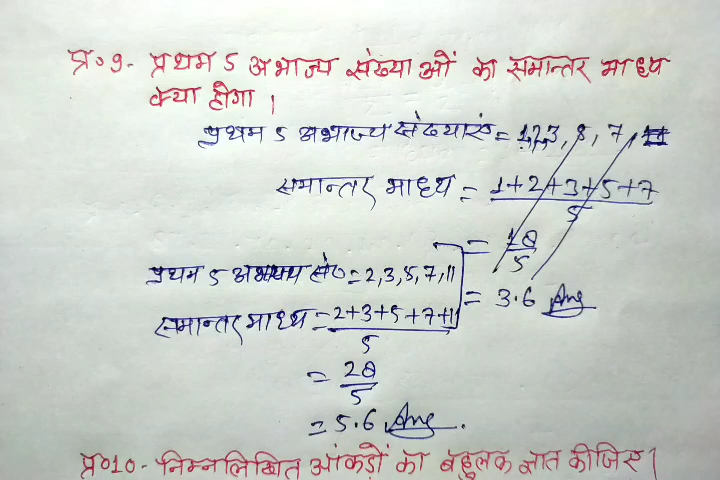 प्र०9- प्रथम 5 अभाज्य संख्याओं का समान्तर माध्य
क्या होगा।
प्रथम 5 अभाज्य संख्याएं = 1,2,3, 5, 7
समान्तर माध्य = 1+2+3+5+7
5
= 18
5
= 3.6 Ans
प्रथम 5 अभाज्य सं० = 2,3,5,7,11
समान्तर माध्य = 2+3+5+7+11
5
= 28
5
= 5.6 Ans.
प्र०10- निम्नलिखित आंकड़ों का बहुलक ज्ञात कीजिए।